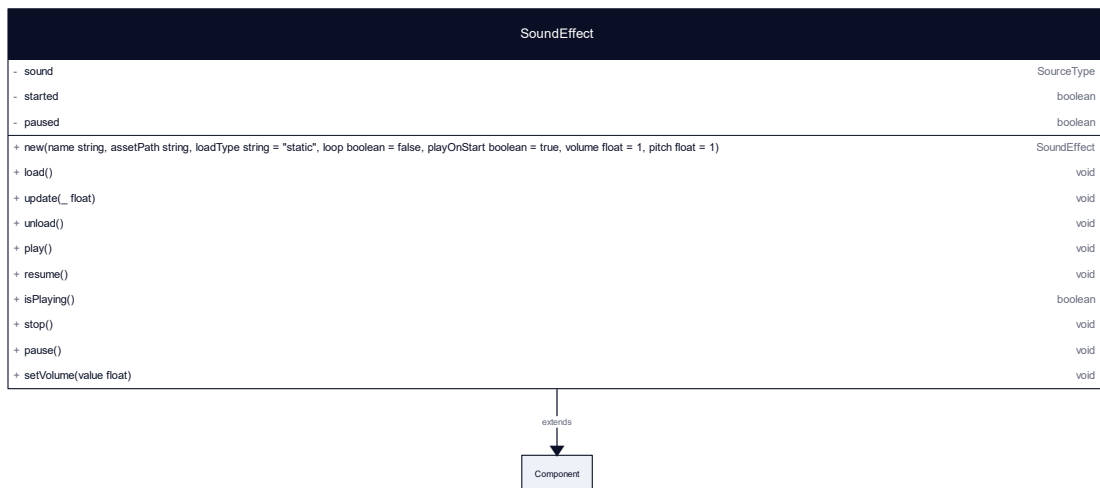 SoundEffect
- sound SourceType
- started boolean
- paused boolean
+ new(name string, assetPath string, loadType string = "static", loop boolean = false, playOnStart boolean = true, volume float = 1, pitch float = 1) SoundEffect
+ load() void
+ update(_ float) void
+ unload() void
+ play() void
+ resume() void
+ isPlaying() boolean
+ stop() void
+ pause() void
+ setVolume(value float) void
extends
Component